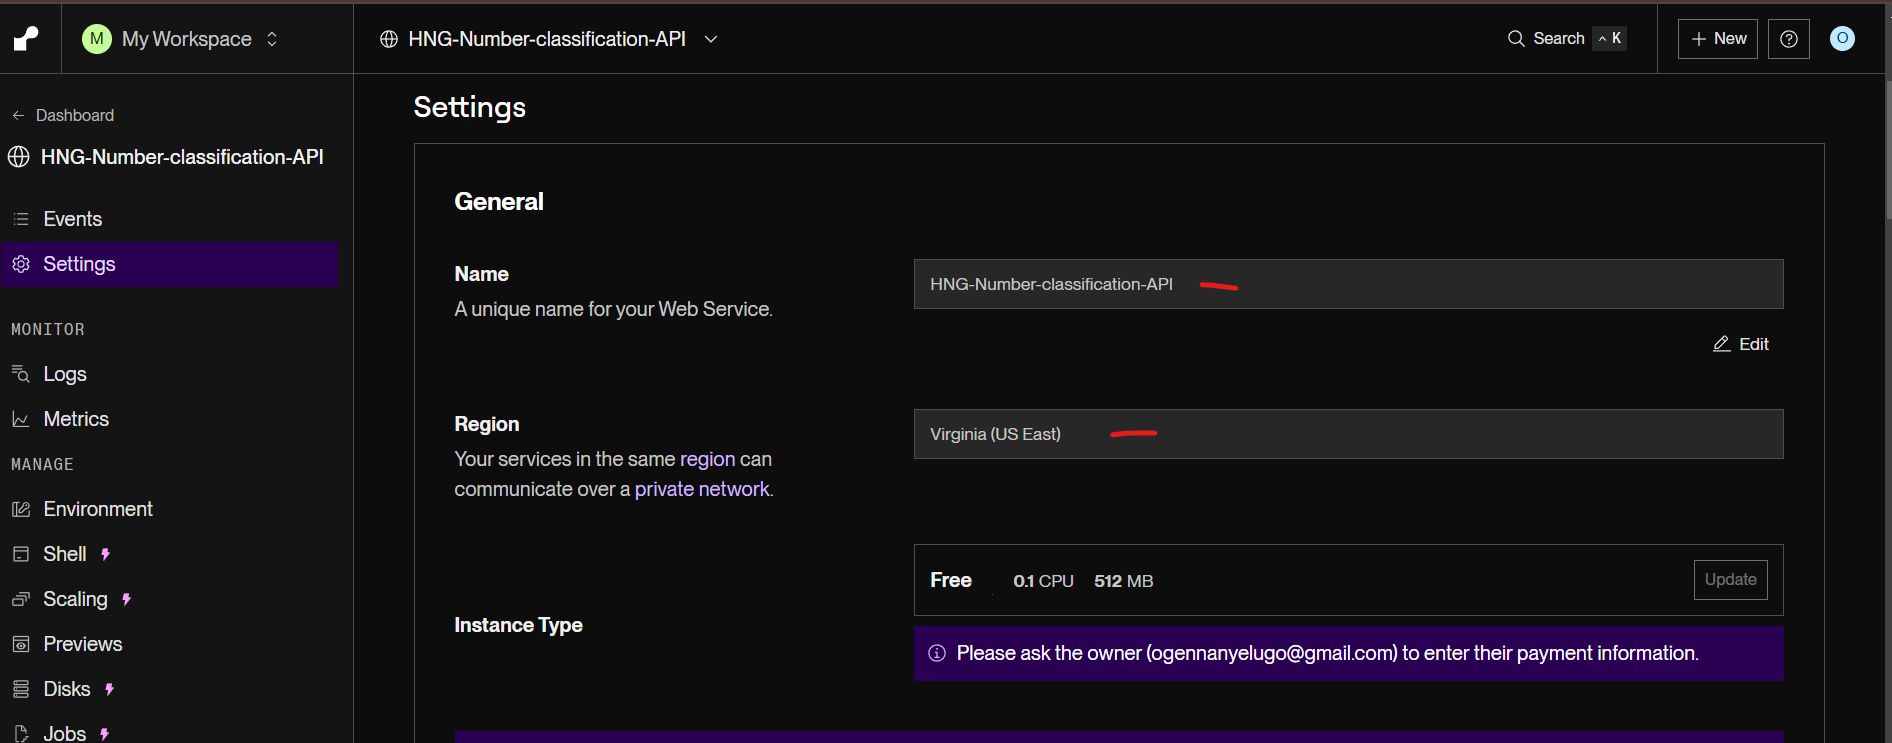 M My Workspace
HNG-Number-classification-API
Search ^ K
+ New
O
← Dashboard
HNG-Number-classification-API
Events
Settings
MONITOR
Logs
Metrics
MANAGE
Environment
Shell
Scaling
Previews
Disks
Jobs
Settings
General
Name
A unique name for your Web Service.
HNG-Number-classification-API
Edit
Region
Your services in the same region can
communicate over a private network.
Virginia (US East)
Instance Type
Free 0.1 CPU 512 MB
Update
Please ask the owner (ogennanyelugo@gmail.com) to enter their payment information.